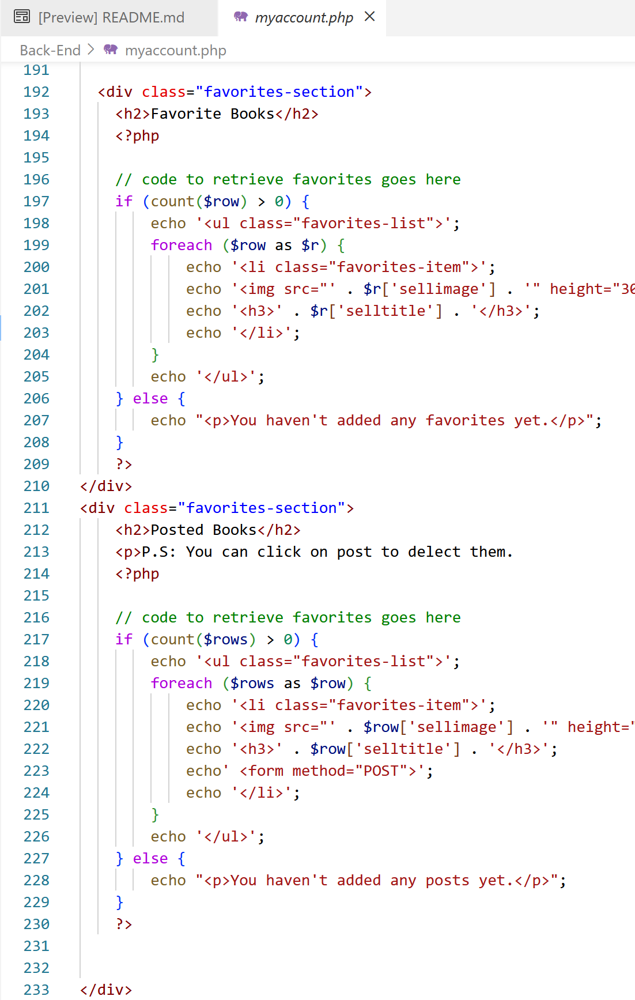 [Preview] README.md myaccount.php
Back-End > myaccount.php
191
192 <div class="favorites-section">
193 <h2>Favorite Books</h2>
194 <?php
195
196 // code to retrieve favorites goes here
197 if (count($row) > 0) {
198 echo '<ul class="favorites-list">';
199 foreach ($row as $r) {
200 echo '<li class="favorites-item">';
201 echo '<img src="' . $r['sellimage'] . '" height="30
202 echo '<h3>' . $r['selltitle'] . '</h3>';
203 echo '</li>';
204 }
205 echo '</ul>';
206 } else {
207 echo "<p>You haven't added any favorites yet.</p>";
208 }
209 ?>
210 </div>
211 <div class="favorites-section">
212 <h2>Posted Books</h2>
213 <p>P.S: You can click on post to delect them.
214 <?php
215
216 // code to retrieve favorites goes here
217 if (count($rows) > 0) {
218 echo '<ul class="favorites-list">';
219 foreach ($rows as $row) {
220 echo '<li class="favorites-item">';
221 echo '<img src="' . $row['sellimage'] . '" height="
222 echo '<h3>' . $row['selltitle'] . '</h3>';
223 echo' <form method="POST">';
224 echo '</li>';
225 }
226 echo '</ul>';
227 } else {
228 echo "<p>You haven't added any posts yet.</p>";
229 }
230 ?>
231
232
233 </div>